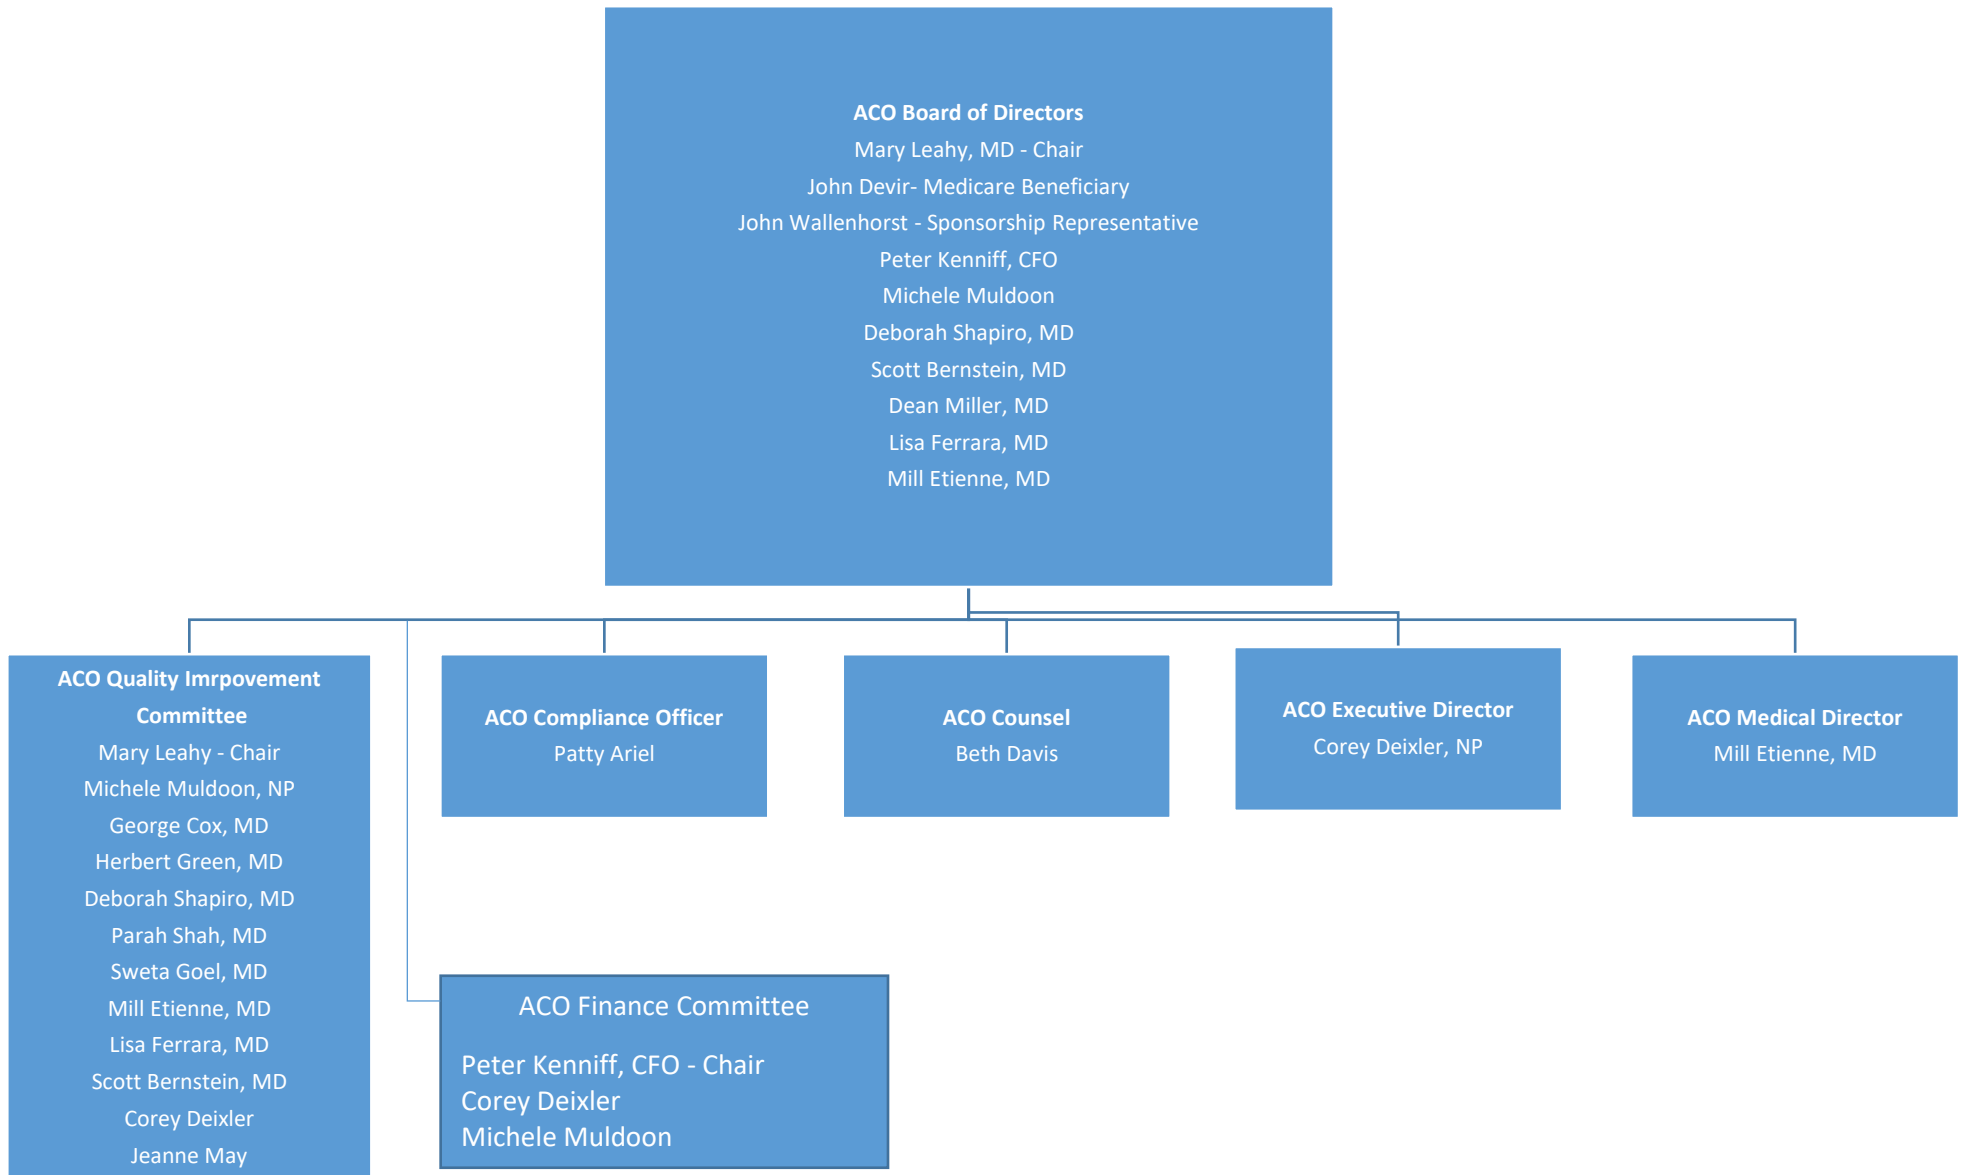 ACO Board of Directors
Mary Leahy, MD - Chair
John Devir- Medicare Beneficiary
John Wallenhorst - Sponsorship Representative
Peter Kenniff, CFO
Michele Muldoon
Deborah Shapiro, MD
Scott Bernstein, MD
Dean Miller, MD
Lisa Ferrara, MD
Mill Etienne, MD
ACO Quality Imrpovement
Committee
Mary Leahy - Chair
Michele Muldoon, NP
George Cox, MD
Herbert Green, MD
Deborah Shapiro, MD
Parah Shah, MD
Sweta Goel, MD
Mill Etienne, MD
Lisa Ferrara, MD
Scott Bernstein, MD
Corey Deixler
Jeanne May
ACO Compliance Officer
Patty Ariel
ACO Counsel
Beth Davis
ACO Executive Director
Corey Deixler, NP
ACO Medical Director
Mill Etienne, MD
ACO Finance Committee
Peter Kenniff, CFO - Chair
Corey Deixler
Michele Muldoon